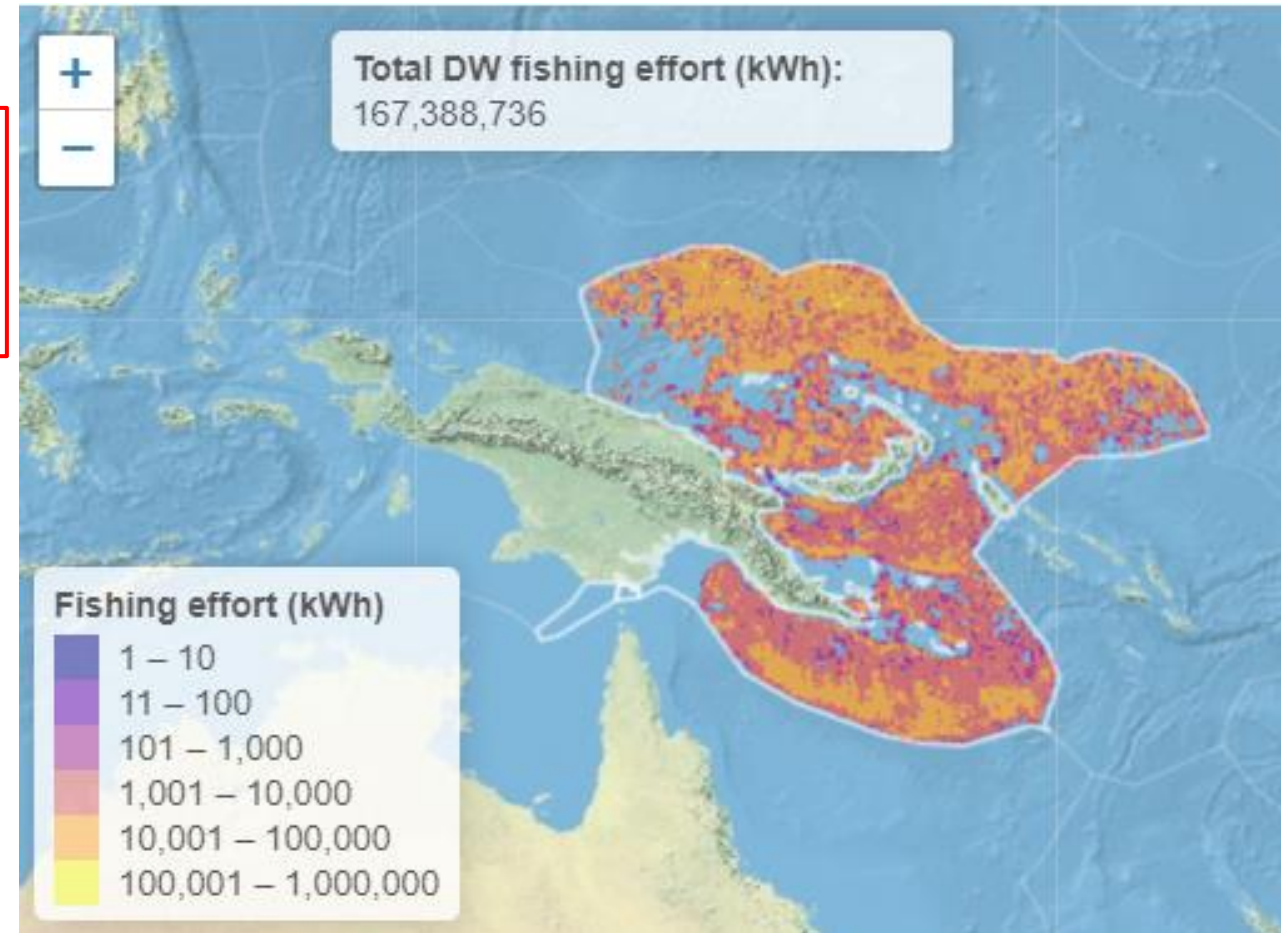 +
−
Total DW fishing effort (kWh):
167,388,736
Fishing effort (kWh)
1 – 10
11 – 100
101 – 1,000
1,001 – 10,000
10,001 – 100,000
100,001 – 1,000,000